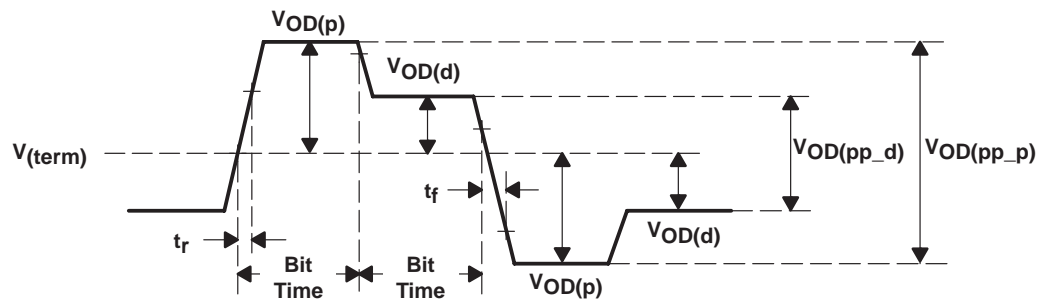 VOD(p)
VOD(d)
V(term)
tf
VOD(pp_d)
VOD(pp_p)
tr
VOD(d)
Bit
Time
Bit
Time
VOD(p)